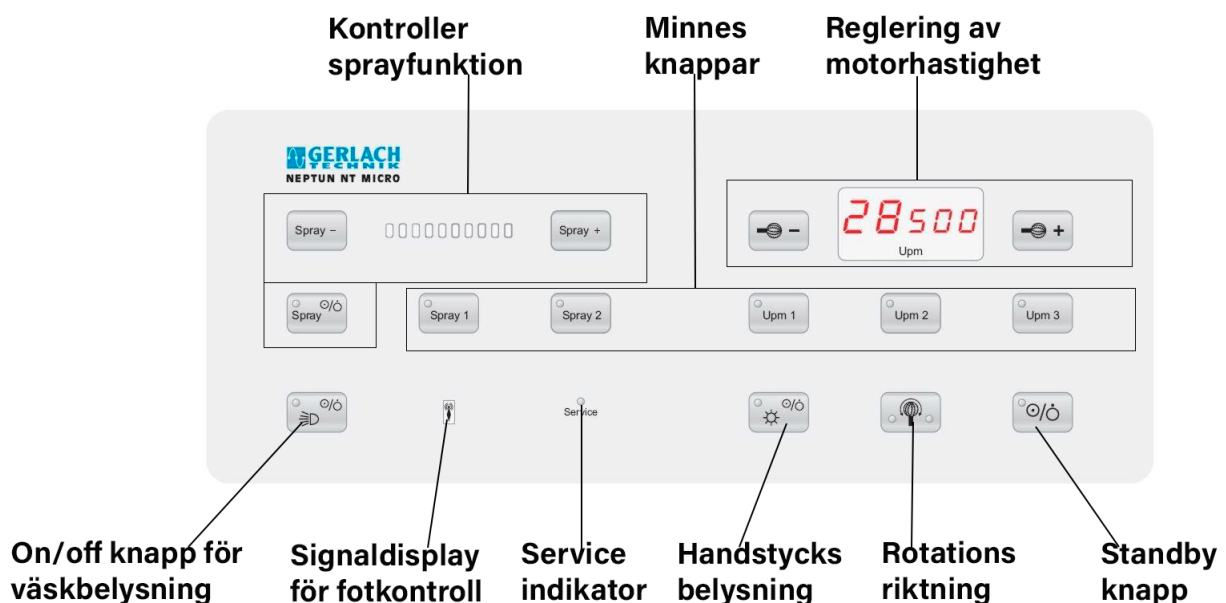 Kontroller
sprayfunktion
Minnes
knappar
Reglering av
motorhastighet
GERLACH
TECHNIK
NEPTUN NT MICRO
Spray –
Spray +
–
28500
Upm
+
Spray
Spray 1
Spray 2
Upm 1
Upm 2
Upm 3
Service
On/off knapp för
väskbelysning
Signaldisplay
för fotkontroll
Service
indikator
Handstycks
belysning
Rotations
riktning
Standby
knapp